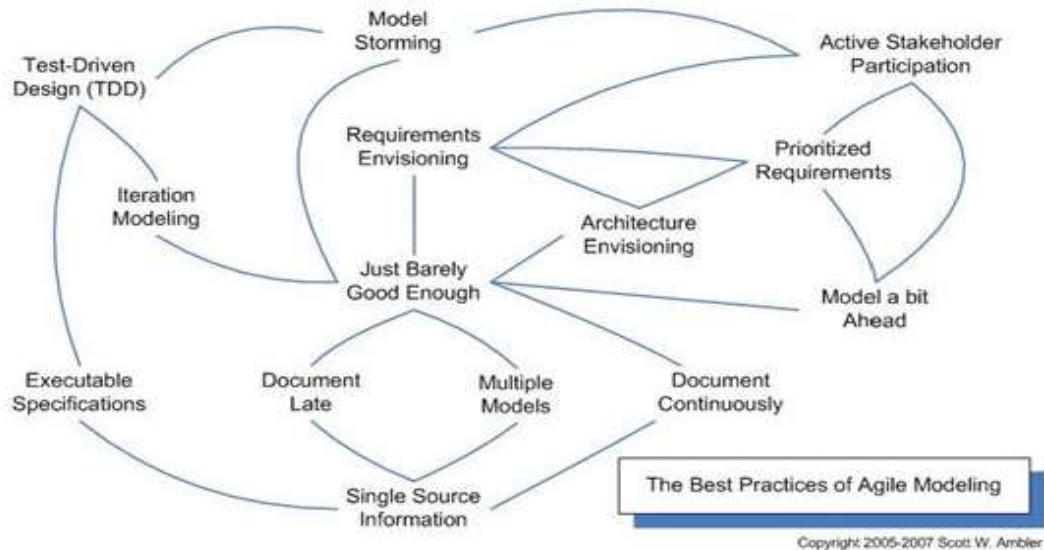 Model
Storming
Active Stakeholder
Participation
Test-Driven
Design (TDD)
Requirements
Envisioning
Prioritized
Requirements
Iteration
Modeling
Architecture
Envisioning
Just Barely
Good Enough
Model a bit
Ahead
Executable
Specifications
Document
Late
Multiple
Models
Document
Continuously
Single Source
Information
The Best Practices of Agile Modeling
Copyright 2005-2007 Scott W. Ambler